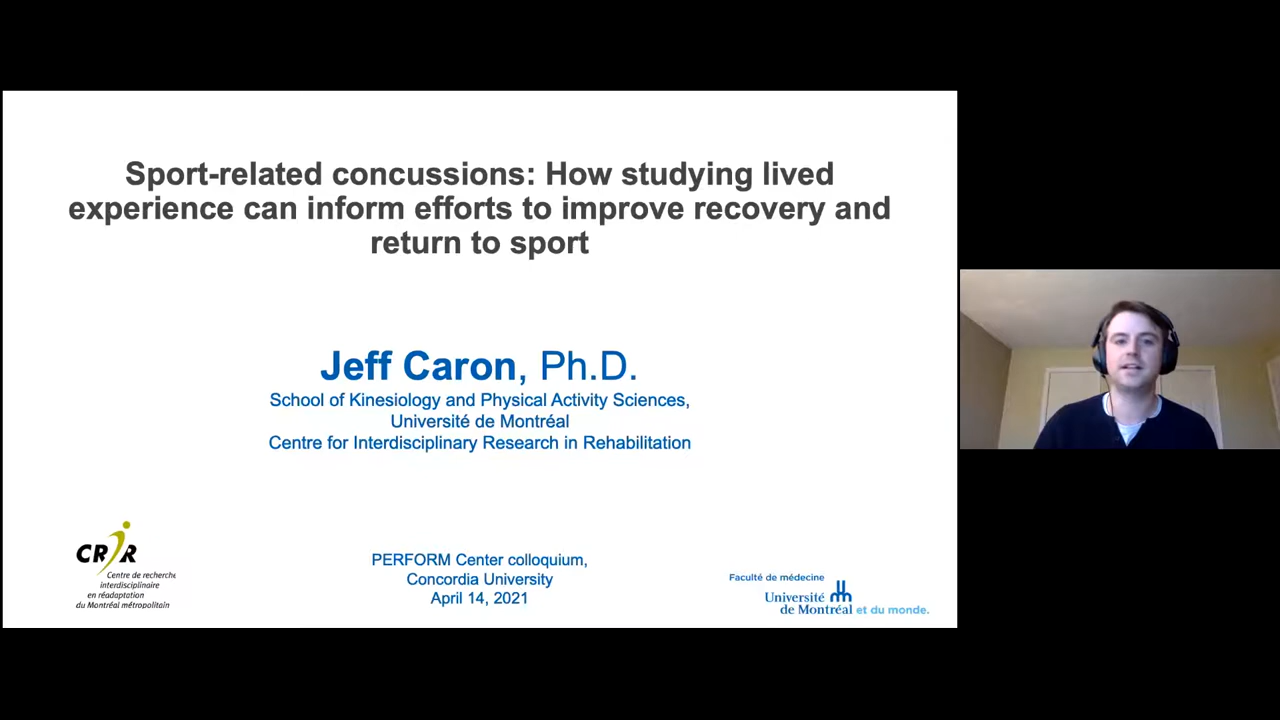 Sport-related concussions: How studying lived
experience can inform efforts to improve recovery and
return to sport
Jeff Caron, Ph.D.
School of Kinesiology and Physical Activity Sciences,
Université de Montréal
Centre for Interdisciplinary Research in Rehabilitation
CRIR
Centre de recherche
interdisciplinaire
en réadaptation
du Montréal métropolitain
PERFORM Center colloquium,
Concordia University
April 14, 2021
Faculté de médecine
Université
de Montréal et du monde.